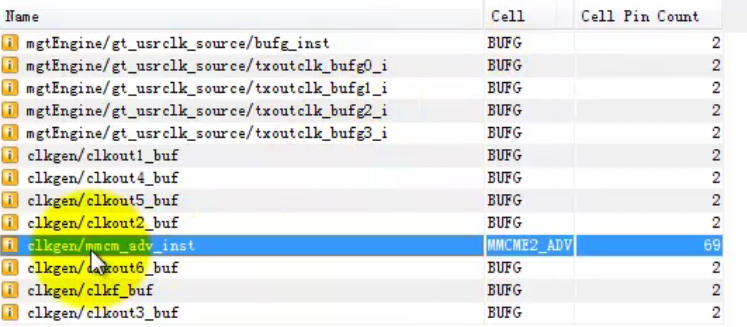 Name Cell Cell Pin Count
mgtEngine/gt_usrclk_source/bufg_inst BUFG 2
mgtEngine/gt_usrclk_source/txoutclk_bufg0_i BUFG 2
mgtEngine/gt_usrclk_source/txoutclk_bufg1_i BUFG 2
mgtEngine/gt_usrclk_source/txoutclk_bufg2_i BUFG 2
mgtEngine/gt_usrclk_source/txoutclk_bufg3_i BUFG 2
clkgen/clkout1_buf BUFG 2
clkgen/clkout4_buf BUFG 2
clkgen/clkout5_buf BUFG 2
clkgen/clkout2_buf BUFG 2
clkgen/mmcm_adv_inst MMCME2_ADV 69
clkgen/clkout6_buf BUFG 2
clkgen/clkf_buf BUFG 2
clkgen/clkout3_buf BUFG 2